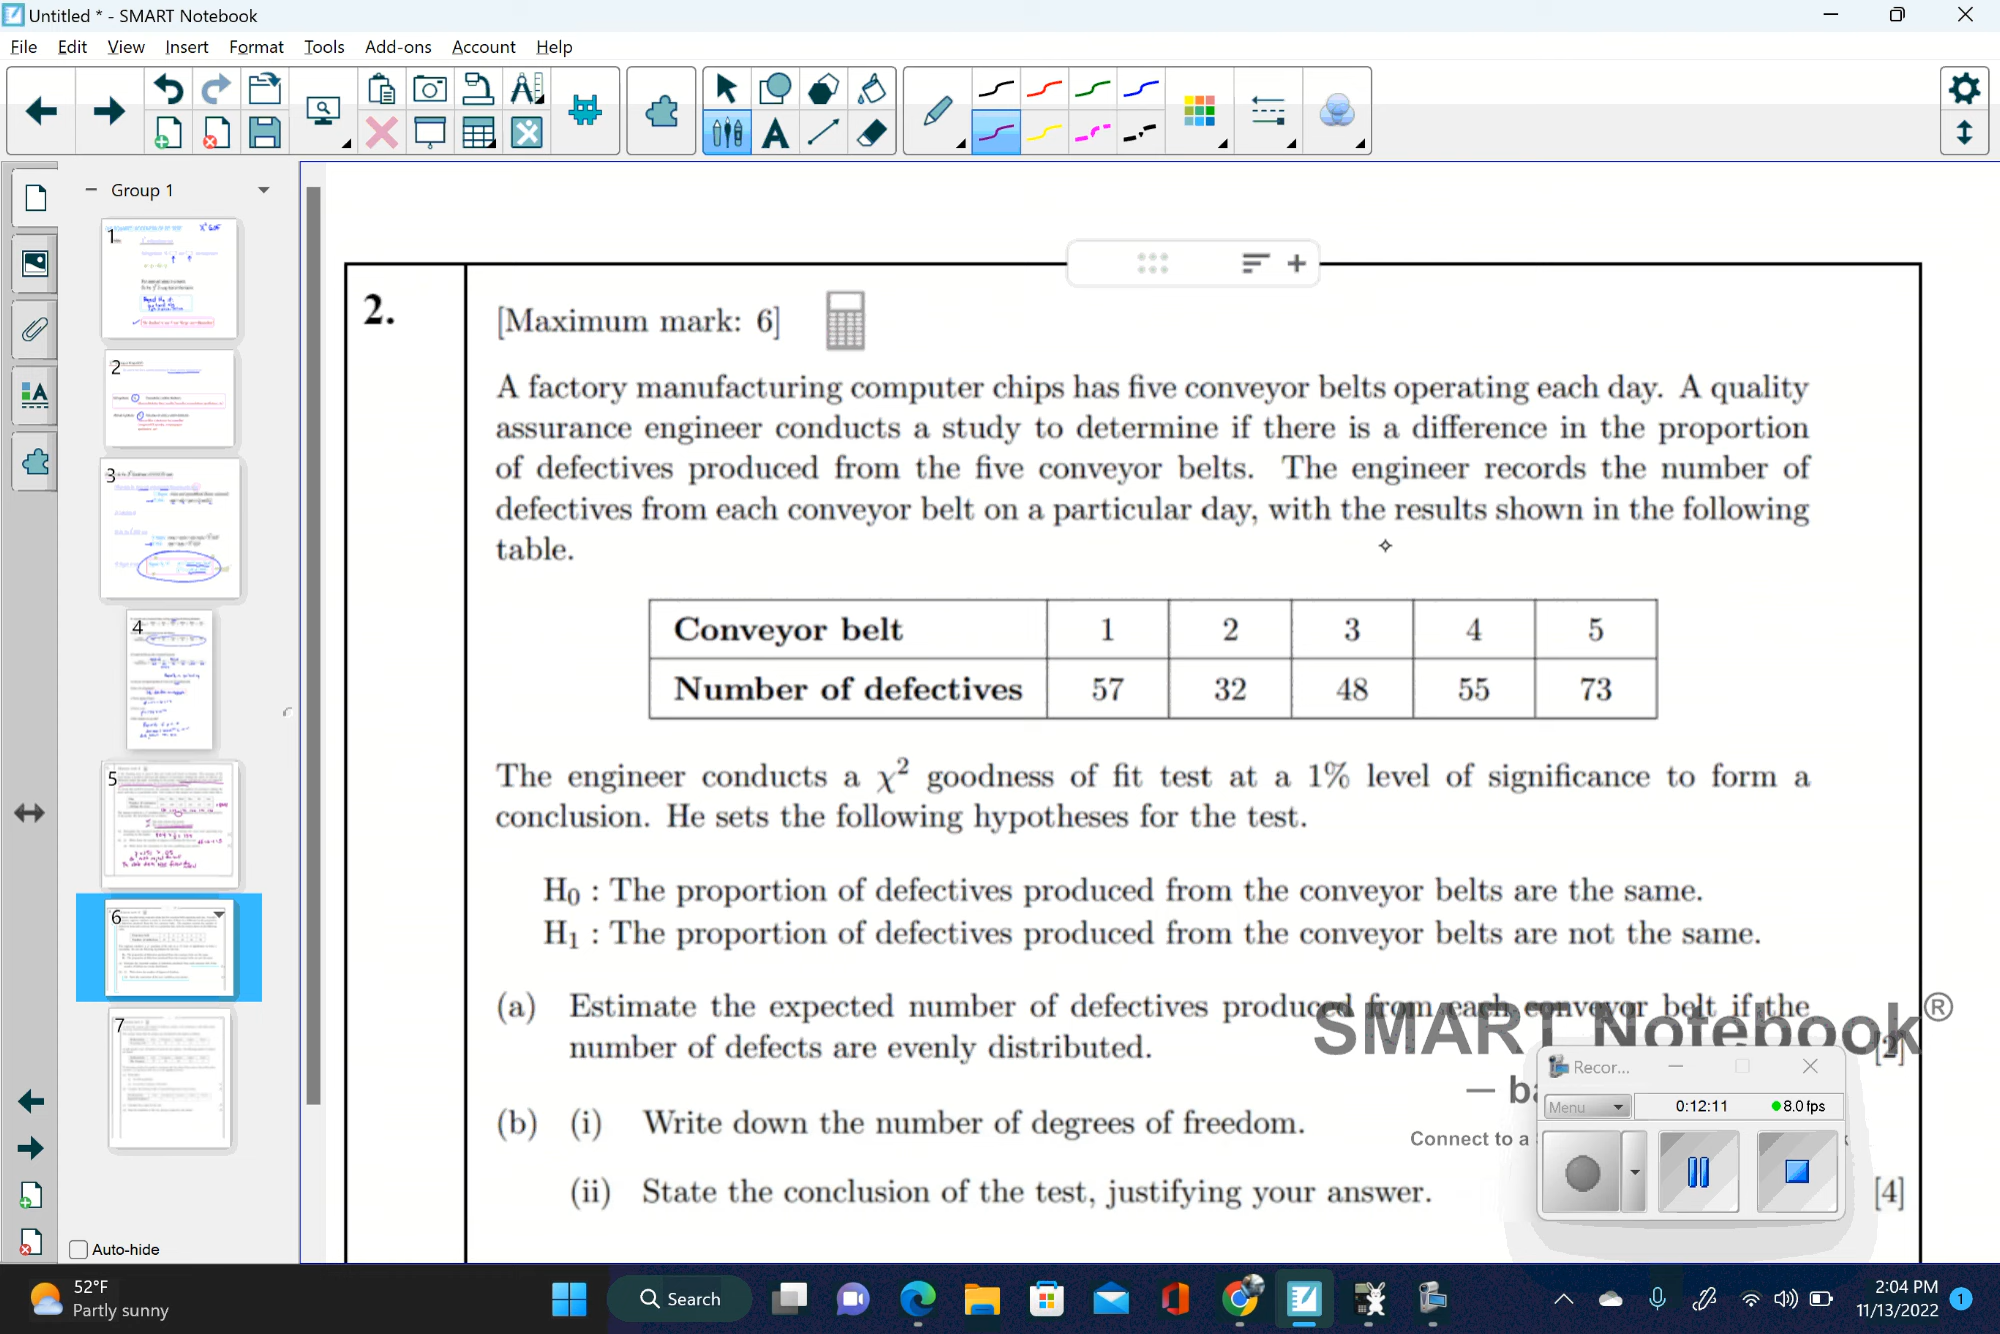 Untitled * - SMART Notebook
File Edit View Insert Format Tools Add-ons Account Help
Group 1
1
2
3
4
5
6
7
Auto-hide
2.
[Maximum mark: 6]
A factory manufacturing computer chips has five conveyor belts operating each day. A quality
assurance engineer conducts a study to determine if there is a difference in the proportion
of defectives produced from the five conveyor belts. The engineer records the number of
defectives from each conveyor belt on a particular day, with the results shown in the following
table.
Conveyor belt 1 2 3 4 5
Number of defectives 57 32 48 55 73
The engineer conducts a χ² goodness of fit test at a 1% level of significance to form a
conclusion. He sets the following hypotheses for the test.
H₀ : The proportion of defectives produced from the conveyor belts are the same.
H₁ : The proportion of defectives produced from the conveyor belts are not the same.
(a) Estimate the expected number of defectives produced from each conveyor belt if the
number of defects are evenly distributed. [2]
(b) (i) Write down the number of degrees of freedom.
(ii) State the conclusion of the test, justifying your answer. [4]
SMART Notebook®
Connect to a
Recor...
Menu 0:12:11 8.0 fps
52°F
Partly sunny
Search
2:04 PM
11/13/2022
1